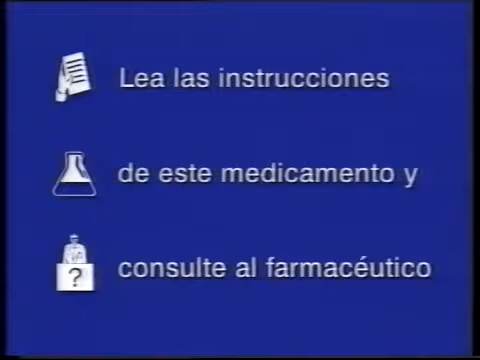 Lea las instrucciones
de este medicamento y
?
consulte al farmacéutico